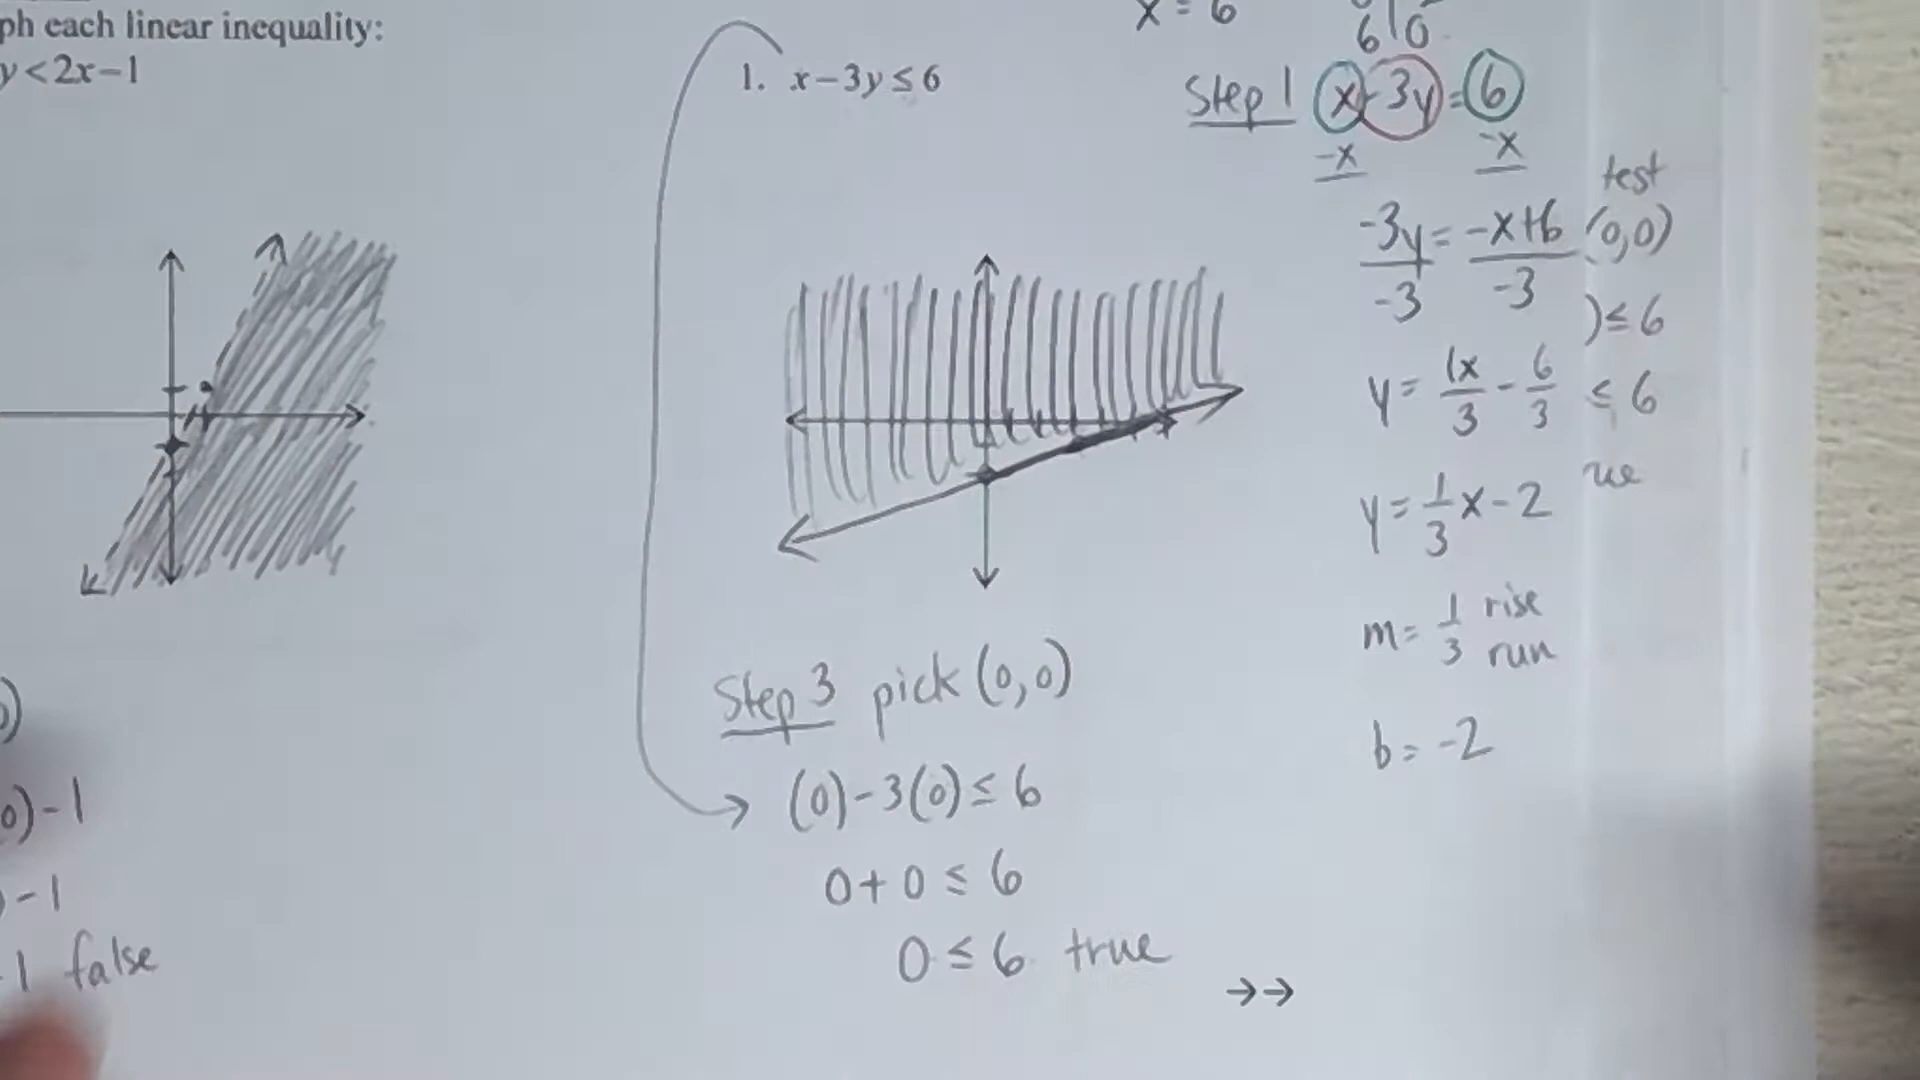 ph each linear inequality:
y<2x-1
1. x-3y≤6
x = 6
6 0
Step 1 x-3y=6
-x -x
test
-3y = -x+6 (0,0)
-3 -3
)≤6
y = 1x/3 - 6/3 ≤ 6
y = 1/3 x - 2
ue
m = 1/3 rise
run
b = -2
Step 3 pick (0,0)
(0)-3(0) ≤ 6
0+0 ≤ 6
0 ≤ 6 true
→→
)
0)-1
)-1
-1 false